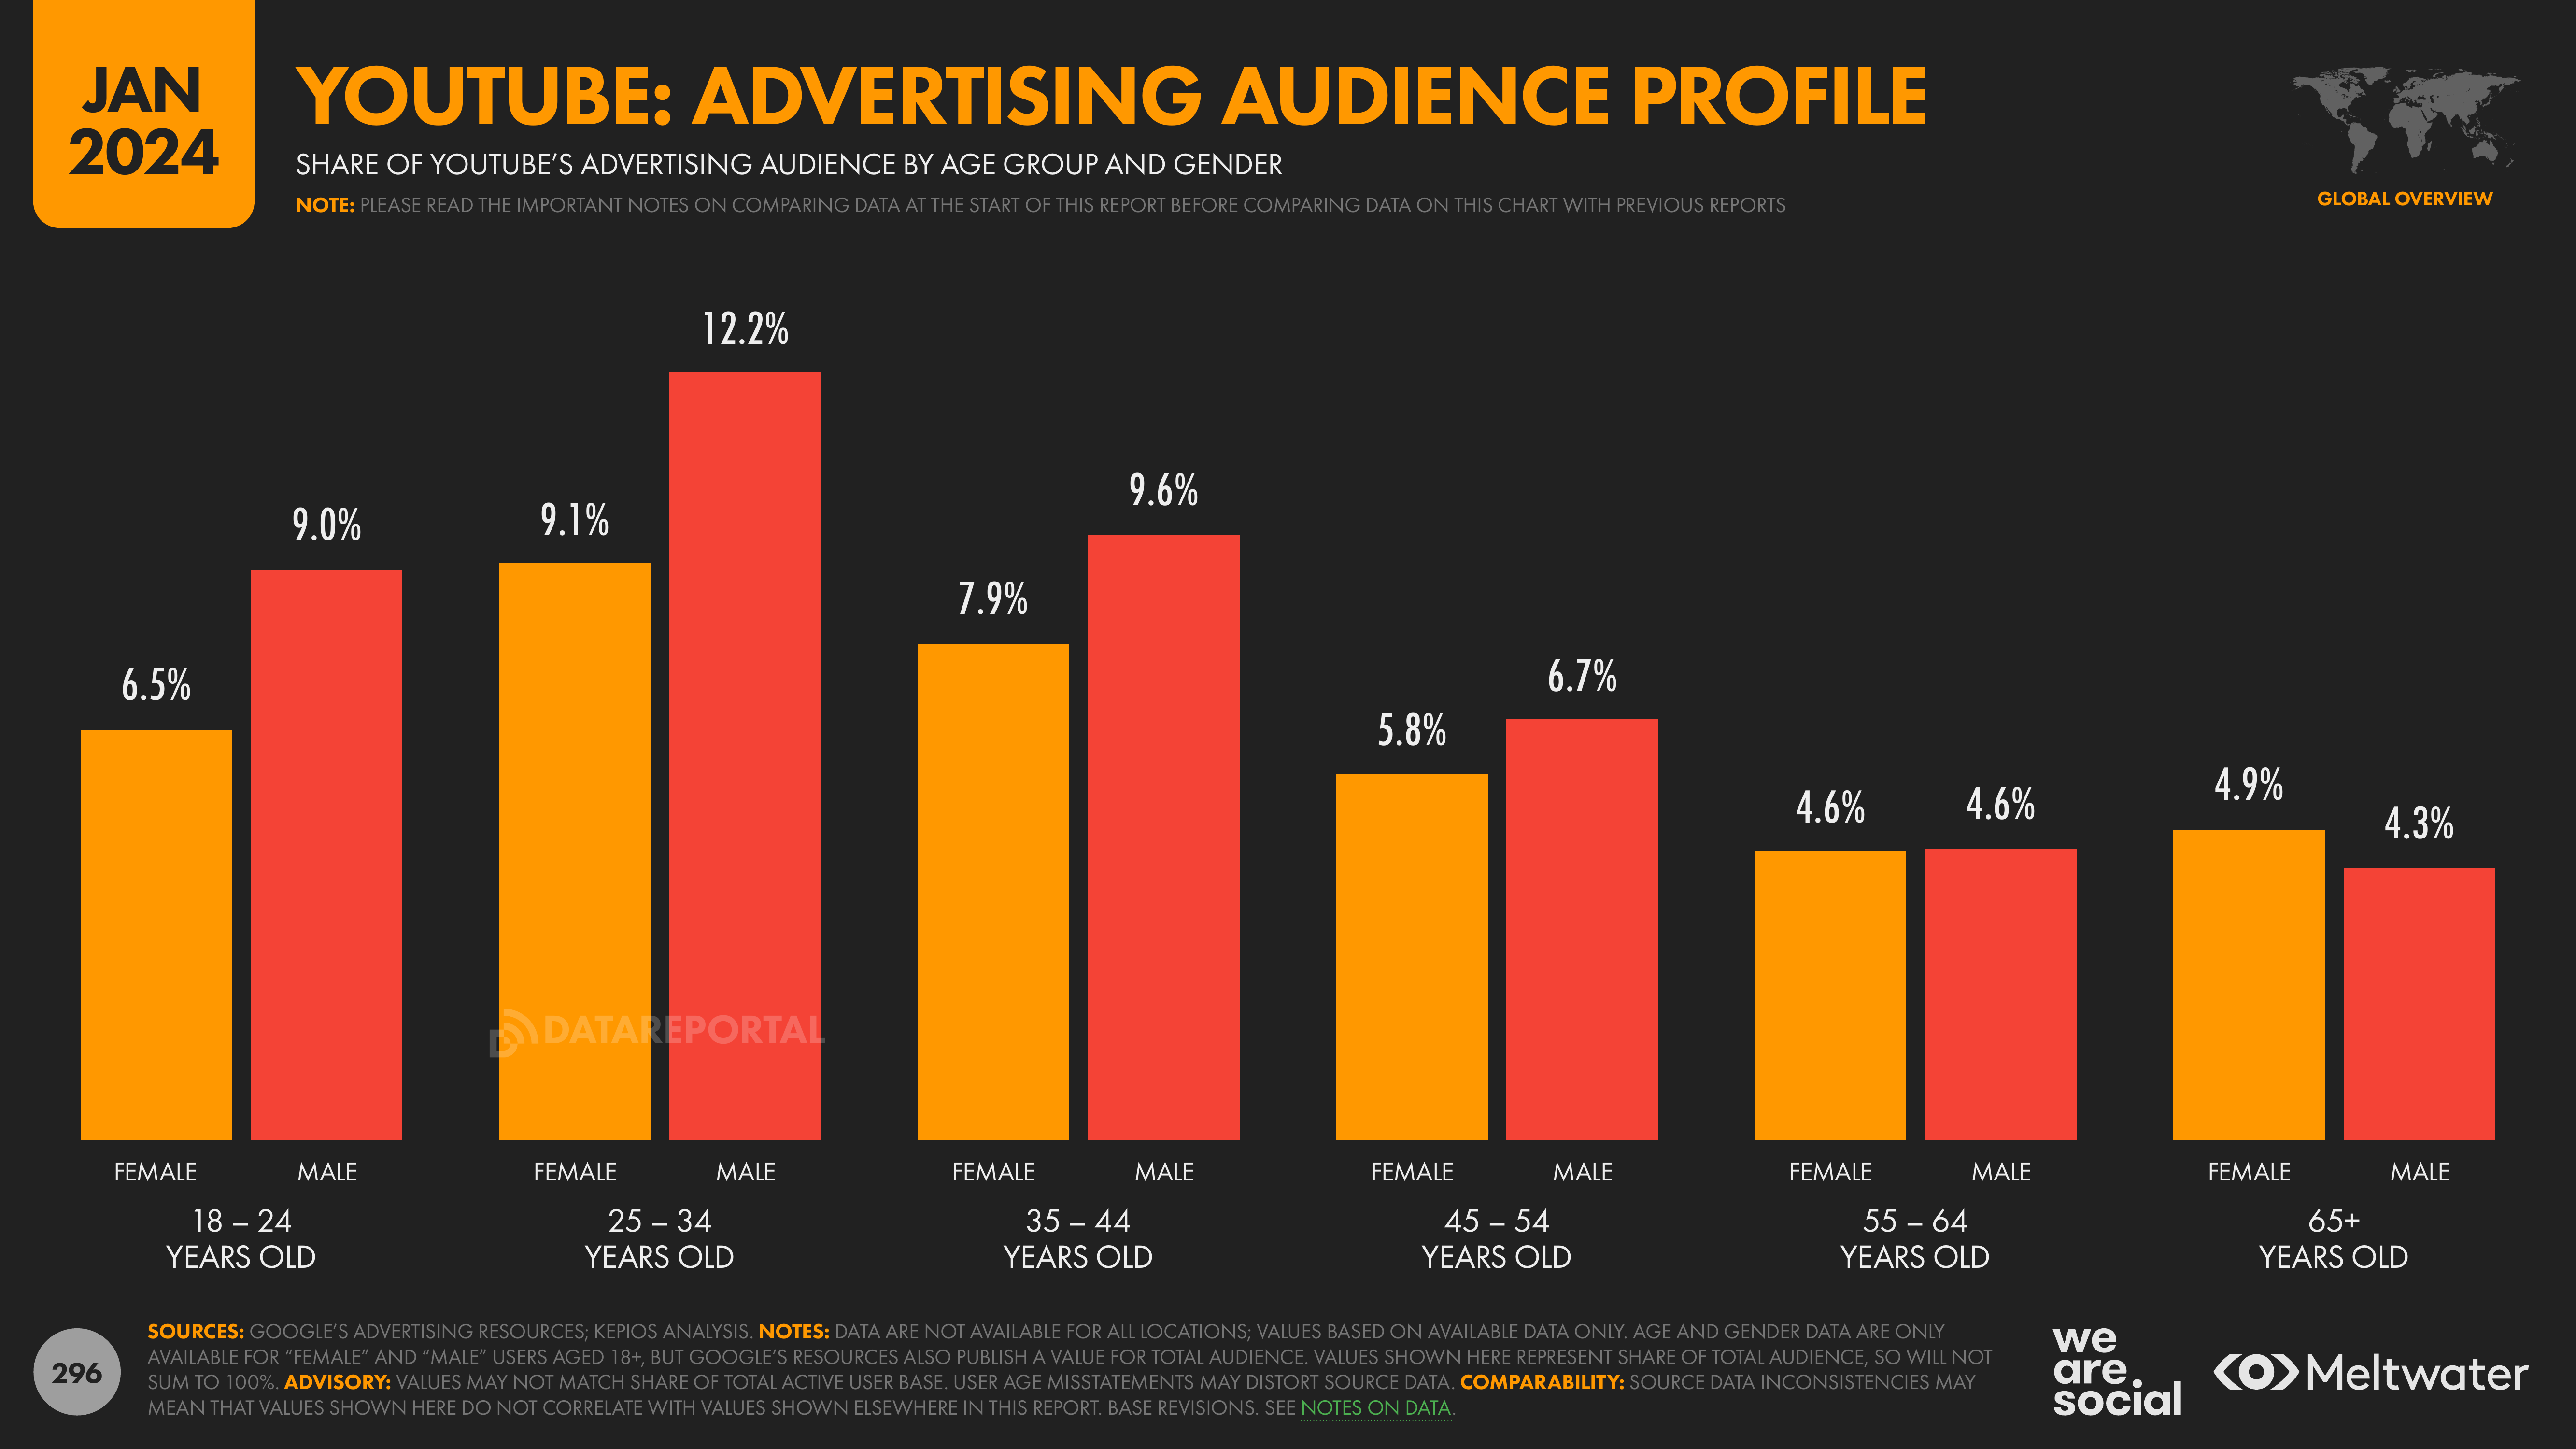 JAN
2024
YOUTUBE: ADVERTISING AUDIENCE PROFILE
SHARE OF YOUTUBE’S ADVERTISING AUDIENCE BY AGE GROUP AND GENDER
NOTE: PLEASE READ THE IMPORTANT NOTES ON COMPARING DATA AT THE START OF THIS REPORT BEFORE COMPARING DATA ON THIS CHART WITH PREVIOUS REPORTS
GLOBAL OVERVIEW
6.5%
9.0%
9.1%
12.2%
7.9%
9.6%
5.8%
6.7%
4.6%
4.6%
4.9%
4.3%
DATAREPORTAL
FEMALE MALE FEMALE MALE FEMALE MALE FEMALE MALE FEMALE MALE FEMALE MALE
18 – 24
YEARS OLD
25 – 34
YEARS OLD
35 – 44
YEARS OLD
45 – 54
YEARS OLD
55 – 64
YEARS OLD
65+
YEARS OLD
296
SOURCES: GOOGLE’S ADVERTISING RESOURCES; KEPIOS ANALYSIS. NOTES: DATA ARE NOT AVAILABLE FOR ALL LOCATIONS; VALUES BASED ON AVAILABLE DATA ONLY. AGE AND GENDER DATA ARE ONLY
AVAILABLE FOR “FEMALE” AND “MALE” USERS AGED 18+, BUT GOOGLE’S RESOURCES ALSO PUBLISH A VALUE FOR TOTAL AUDIENCE. VALUES SHOWN HERE REPRESENT SHARE OF TOTAL AUDIENCE, SO WILL NOT
SUM TO 100%. ADVISORY: VALUES MAY NOT MATCH SHARE OF TOTAL ACTIVE USER BASE. USER AGE MISSTATEMENTS MAY DISTORT SOURCE DATA. COMPARABILITY: SOURCE DATA INCONSISTENCIES MAY
MEAN THAT VALUES SHOWN HERE DO NOT CORRELATE WITH VALUES SHOWN ELSEWHERE IN THIS REPORT. BASE REVISIONS. SEE NOTES ON DATA.
we
are.
social
Meltwater